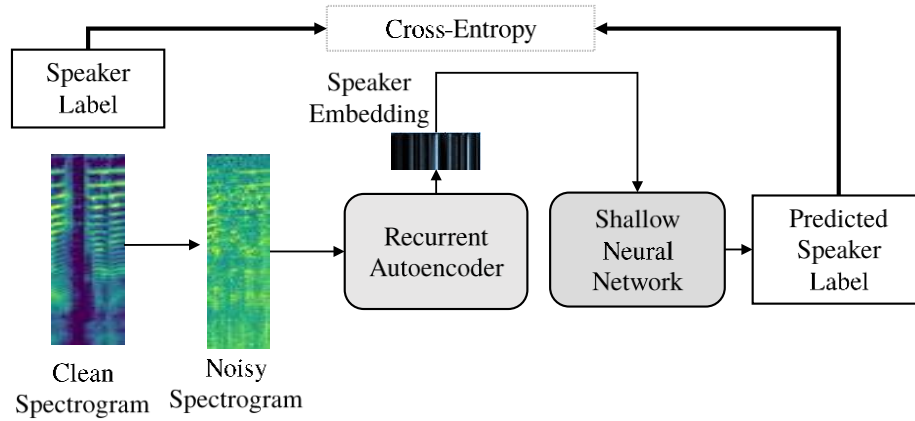 Cross-Entropy
Speaker
Label
Speaker
Embedding
Recurrent
Autoencoder
Shallow
Neural
Network
Predicted
Speaker
Label
Clean
Spectrogram
Noisy
Spectrogram